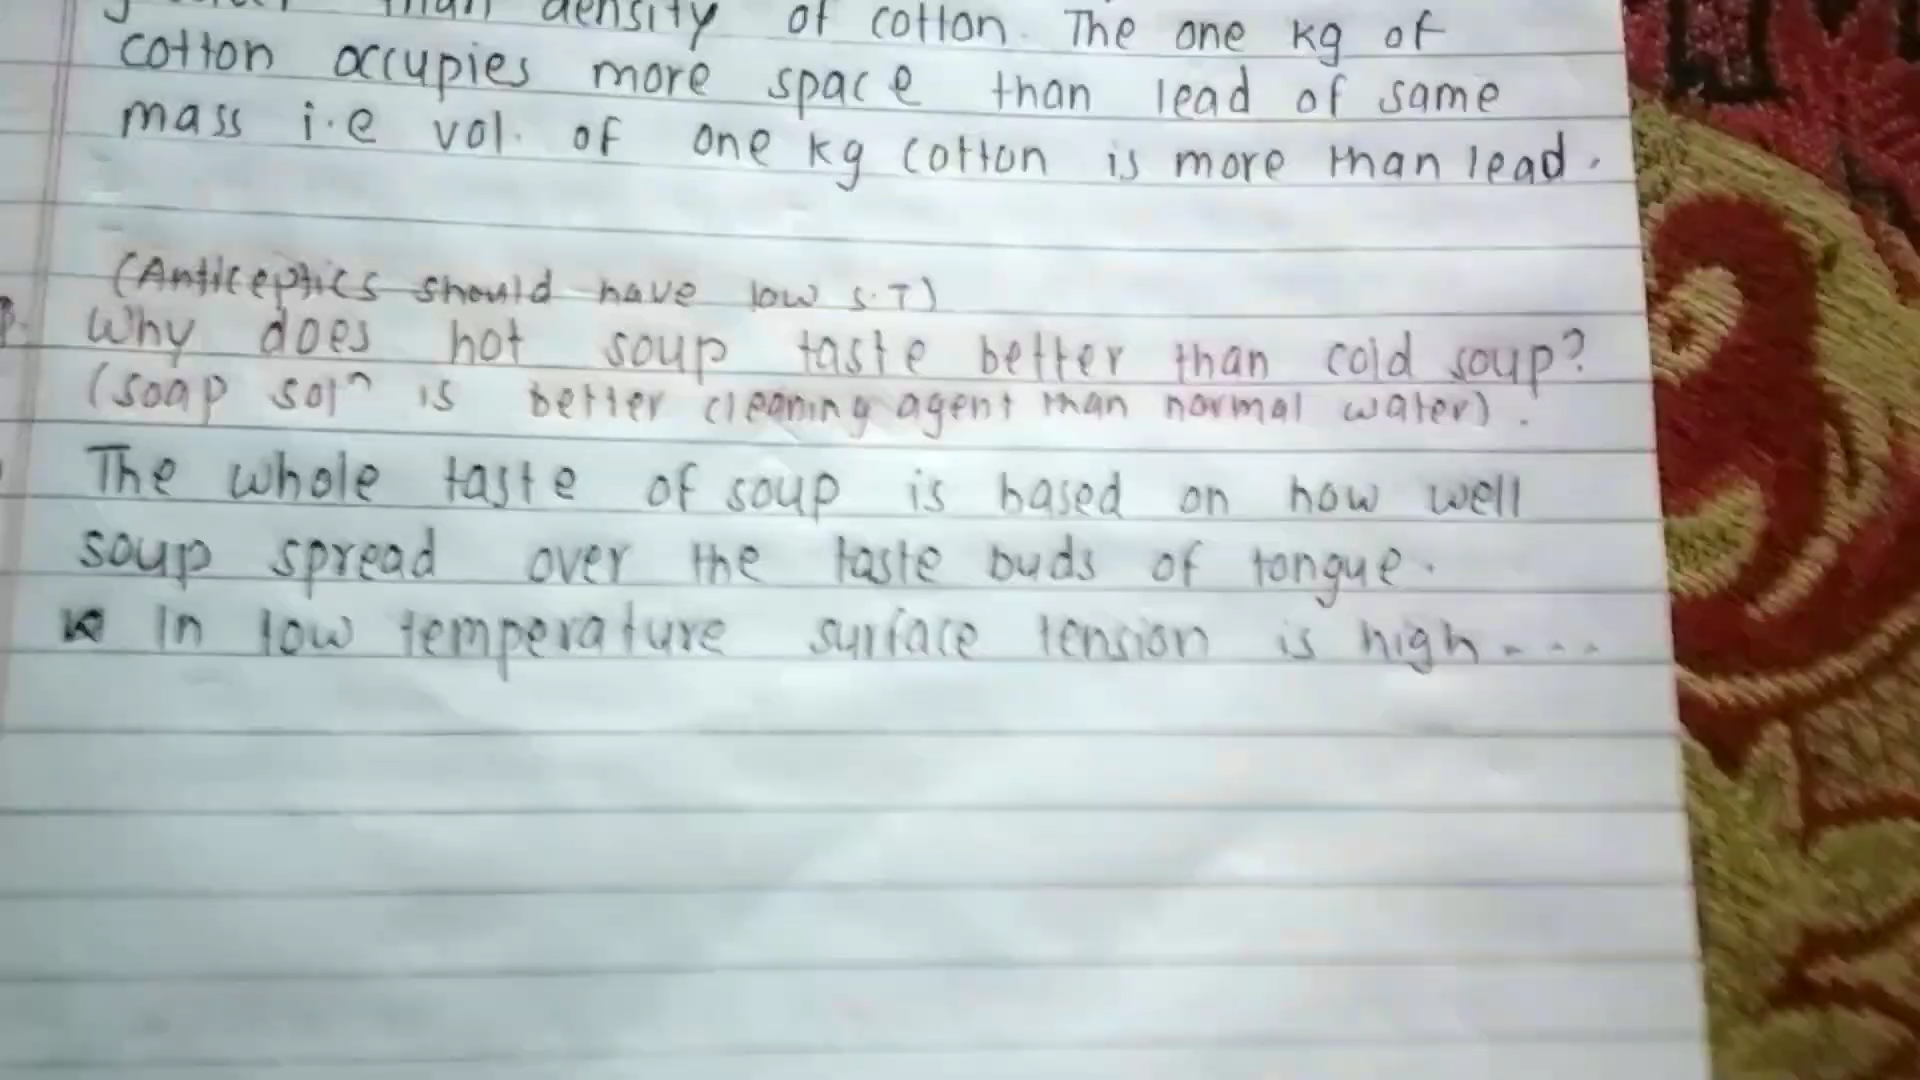 than density of cotton. The one kg of
cotton occupies more space than lead of same
mass i.e vol. of one kg cotton is more than lead.
(Anticeptics should have low S.T)
Why does hot soup taste better than cold soup?
(soap solⁿ is better cleaning agent than normal water).
The whole taste of soup is based on how well
soup spread over the taste buds of tongue.
In low temperature surface tension is high - - -